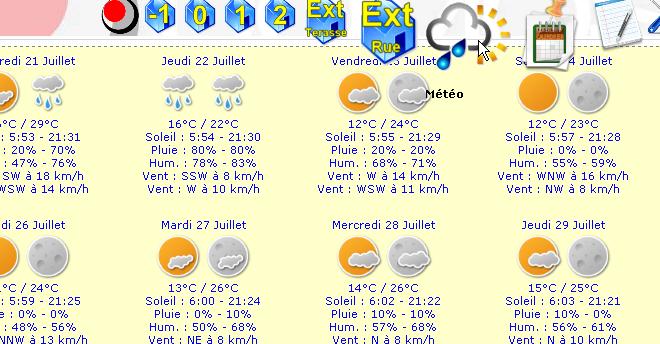 -1 0 1 2 Ext Terasse Ext Rue
redi 21 Juillet Jeudi 22 Juillet Vendre 3 Juillet S 4 Juillet
Météo
°C / 29°C 16°C / 22°C 12°C / 24°C 12°C / 23°C
: 5:53 - 21:31 Soleil : 5:54 - 21:30 Soleil : 5:55 - 21:29 Soleil : 5:57 - 21:28
: 20% - 70% Pluie : 80% - 80% Pluie : 20% - 20% Pluie : 0% - 0%
: 47% - 76% Hum. : 78% - 83% Hum. : 68% - 71% Hum. : 55% - 59%
SW à 18 km/h Vent : SSW à 8 km/h Vent : W à 14 km/h Vent : WNW à 16 km/h
WSW à 14 km/h Vent : W à 10 km/h Vent : WSW à 11 km/h Vent : NW à 8 km/h
di 26 Juillet Mardi 27 Juillet Mercredi 28 Juillet Jeudi 29 Juillet
°C / 24°C 13°C / 26°C 14°C / 26°C 15°C / 25°C
: 5:59 - 21:25 Soleil : 6:00 - 21:24 Soleil : 6:02 - 21:22 Soleil : 6:03 - 21:21
: 0% - 0% Pluie : 0% - 10% Pluie : 10% - 10% Pluie : 10% - 10%
: 48% - 56% Hum. : 50% - 68% Hum. : 57% - 68% Hum. : 56% - 61%
NNW à 13 km/h Vent : NE à 8 km/h Vent : N à 8 km/h Vent : N à 10 km/h